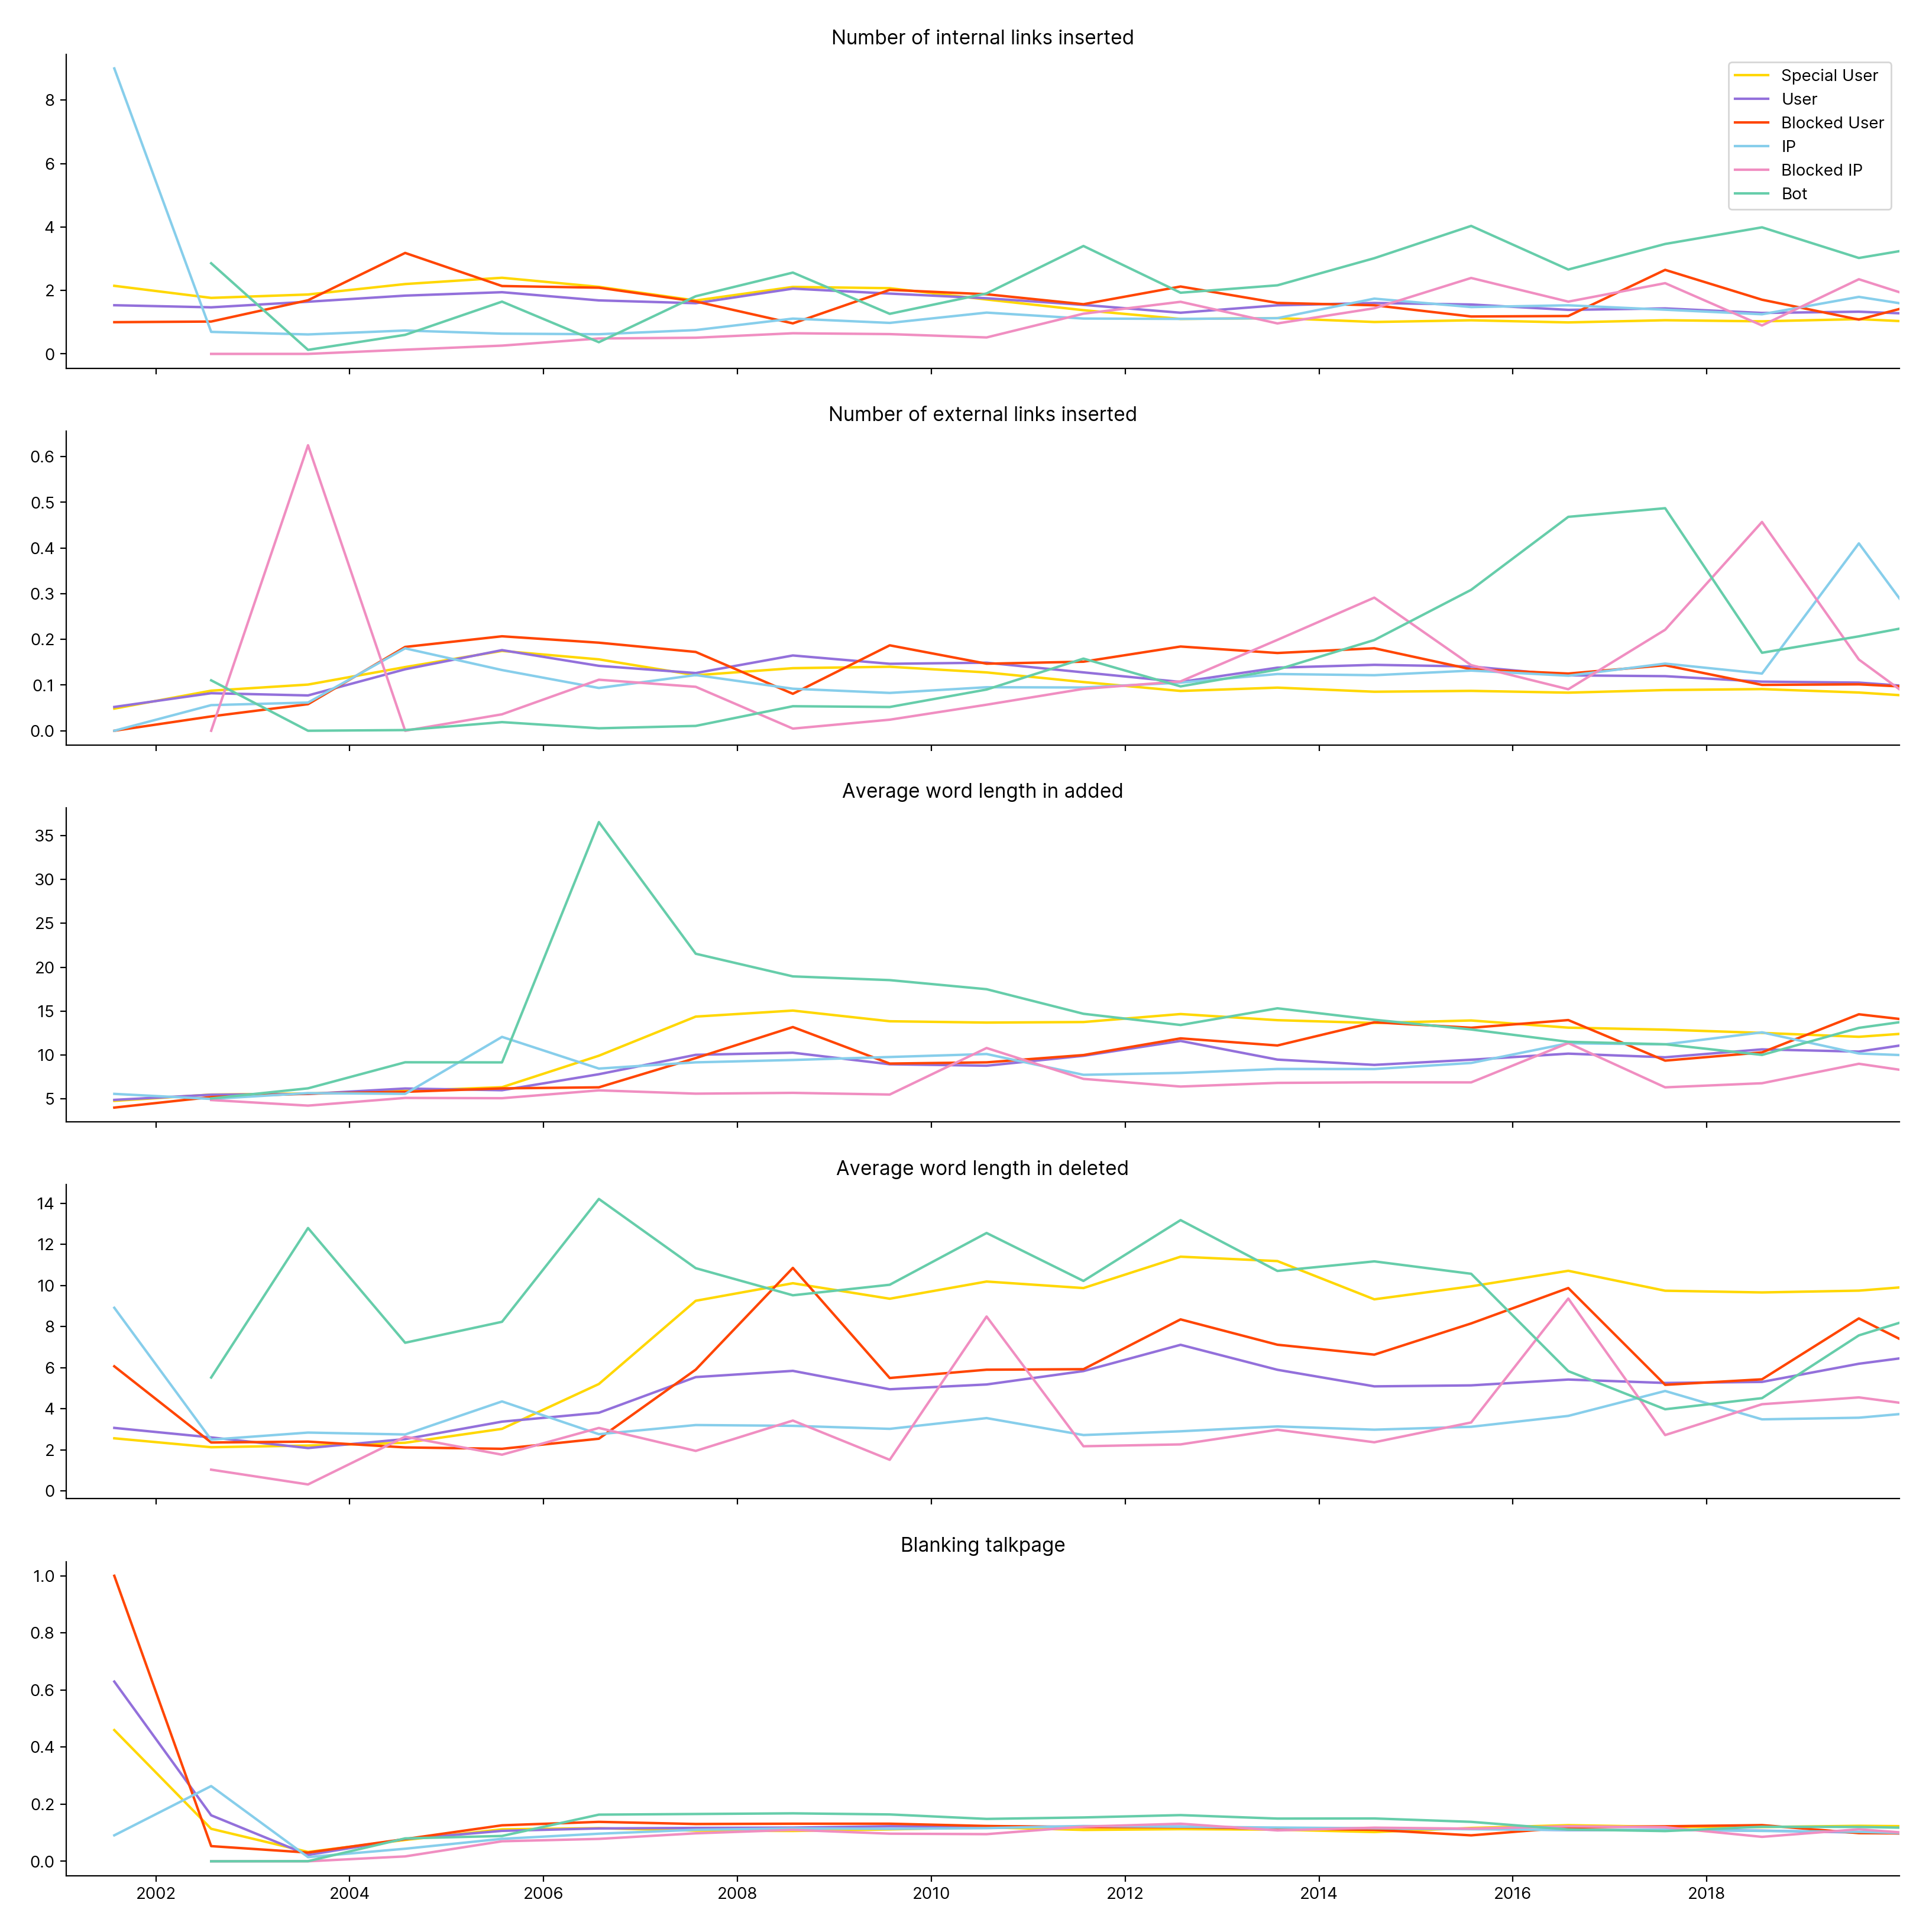 Number of internal links inserted
8
6
4
2
0
Special User
User
Blocked User
IP
Blocked IP
Bot
Number of external links inserted
0.6
0.5
0.4
0.3
0.2
0.1
0.0
Average word length in added
35
30
25
20
15
10
5
Average word length in deleted
14
12
10
8
6
4
2
0
Blanking talkpage
1.0
0.8
0.6
0.4
0.2
0.0
2002 2004 2006 2008 2010 2012 2014 2016 2018